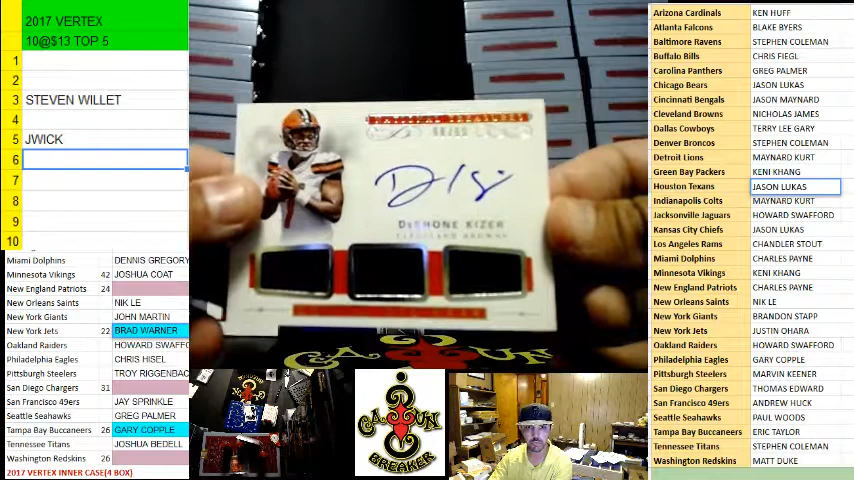 2017 VERTEX
10@$13 TOP 5
1
2
3 STEVEN WILLET
4
5 JWICK
6
7
8
9
10
Miami Dolphins DENNIS GREGORY
Minnesota Vikings 42 JOSHUA COAT
New England Patriots 24
New Orleans Saints NIK LE
New York Giants JOHN MARTIN
New York Jets 22 BRAD WARNER
Oakland Raiders HOWARD SWAFFO
Philadelphia Eagles CHRIS HISEL
Pittsburgh Steelers TROY RIGGENBAC
San Diego Chargers 31
San Francisco 49ers JAY SPRINKLE
Seattle Seahawks GREG PALMER
Tampa Bay Buccaneers 26 GARY COPPLE
Tennessee Titans JOSHUA BEDELL
Washington Redskins 26
2017 VERTEX INNER CASE(4 BOX)
NATIONAL TREASURES
DESHONE KIZER
CLEVELAND BROWNS
CAJUN
CAJUN
BREAKER
Arizona Cardinals KEN HUFF
Atlanta Falcons BLAKE BYERS
Baltimore Ravens STEPHEN COLEMAN
Buffalo Bills CHRIS FIEGL
Carolina Panthers GREG PALMER
Chicago Bears JASON LUKAS
Cincinnati Bengals JASON MAYNARD
Cleveland Browns NICHOLAS JAMES
Dallas Cowboys TERRY LEE GARY
Denver Broncos STEPHEN COLEMAN
Detroit Lions MAYNARD KURT
Green Bay Packers KENI KHANG
Houston Texans JASON LUKAS
Indianapolis Colts MAYNARD KURT
Jacksonville Jaguars HOWARD SWAFFORD
Kansas City Chiefs JASON LUKAS
Los Angeles Rams CHANDLER STOUT
Miami Dolphins CHARLES PAYNE
Minnesota Vikings KENI KHANG
New England Patriots CHARLES PAYNE
New Orleans Saints NIK LE
New York Giants BRANDON STAPP
New York Jets JUSTIN OHARA
Oakland Raiders HOWARD SWAFFORD
Philadelphia Eagles GARY COPPLE
Pittsburgh Steelers MARVIN KEENER
San Diego Chargers THOMAS EDWARD
San Francisco 49ers ANDREW HUCK
Seattle Seahawks PAUL WOODS
Tampa Bay Buccaneers ERIC TAYLOR
Tennessee Titans STEPHEN COLEMAN
Washington Redskins MATT DUKE